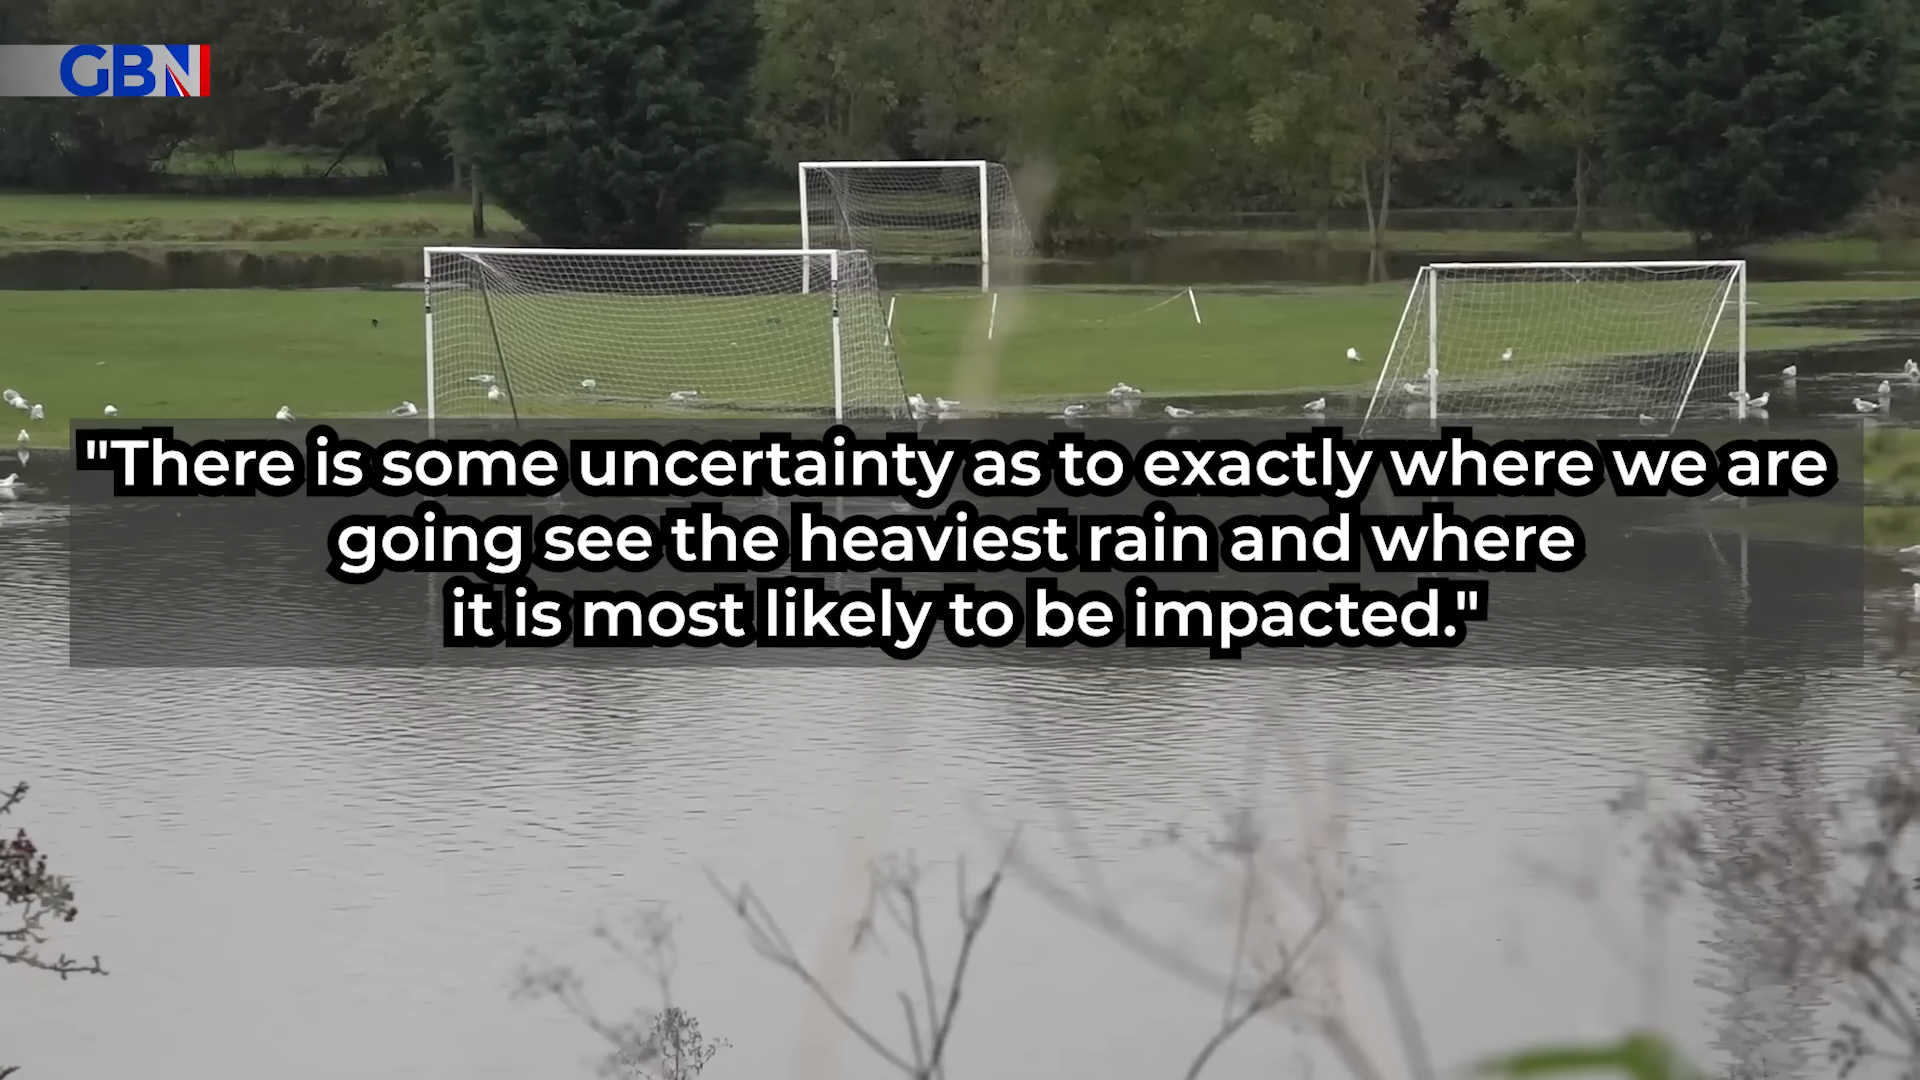 GBN
"There is some uncertainty as to exactly where we are
going see the heaviest rain and where
it is most likely to be impacted."